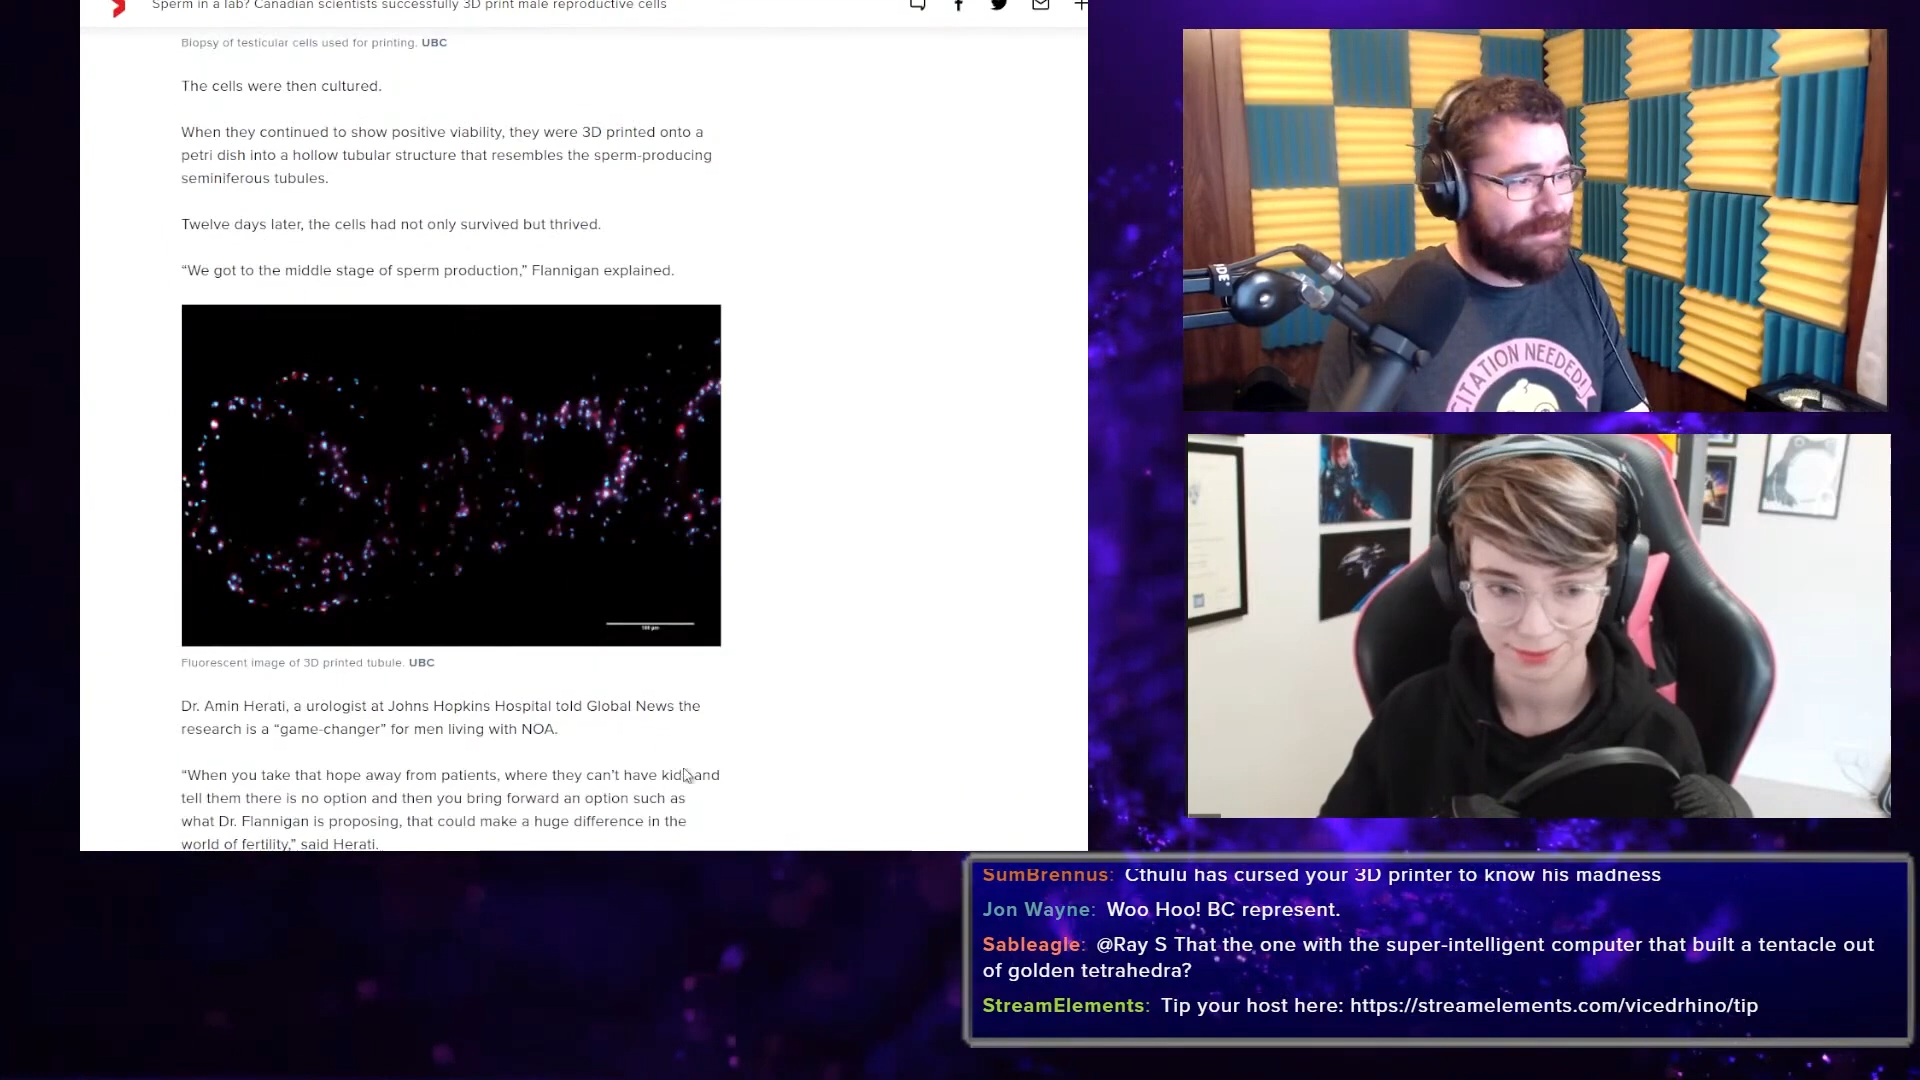 Sperm in a lab? Canadian scientists successfully 3D print male reproductive cells
Biopsy of testicular cells used for printing. UBC
The cells were then cultured.
When they continued to show positive viability, they were 3D printed onto a
petri dish into a hollow tubular structure that resembles the sperm-producing
seminiferous tubules.
Twelve days later, the cells had not only survived but thrived.
“We got to the middle stage of sperm production,” Flannigan explained.
Fluorescent image of 3D printed tubule. UBC
Dr. Amin Herati, a urologist at Johns Hopkins Hospital told Global News the
research is a “game-changer” for men living with NOA.
“When you take that hope away from patients, where they can’t have kids and
tell them there is no option and then you bring forward an option such as
what Dr. Flannigan is proposing, that could make a huge difference in the
world of fertility,” said Herati.
CITATION NEEDED!
SumBrennus: Cthulu has cursed your 3D printer to know his madness
Jon Wayne: Woo Hoo! BC represent.
Sableagle: @Ray S That the one with the super-intelligent computer that built a tentacle out
of golden tetrahedra?
StreamElements: Tip your host here: https://streamelements.com/vicedrhino/tip